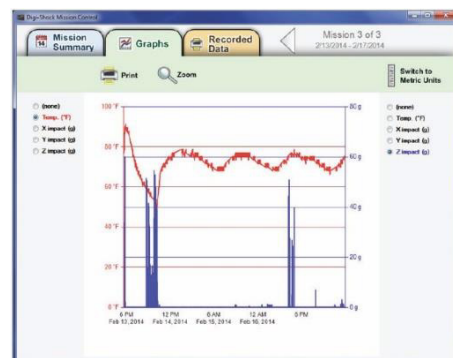 Digi-Shock Mission Control
14
Mission Summary
Graphs
Recorded Data
Mission 3 of 3
2/13/2014 - 2/17/2014
Print
Zoom
Switch to Metric Units
(none)
Temp. (°F)
X impact (g)
Y impact (g)
Z impact (g)
100 °F
80 °F
60 °F
40 °F
20 °F
0 °F
80 g
60 g
40 g
20 g
0 g
(none)
Temp. (°F)
X impact (g)
Y impact (g)
Z impact (g)
6 PM
12 PM
6 AM
12 AM
6 PM
Feb 13, 2014
Feb 14, 2014
Feb 15, 2014
Feb 16, 2014